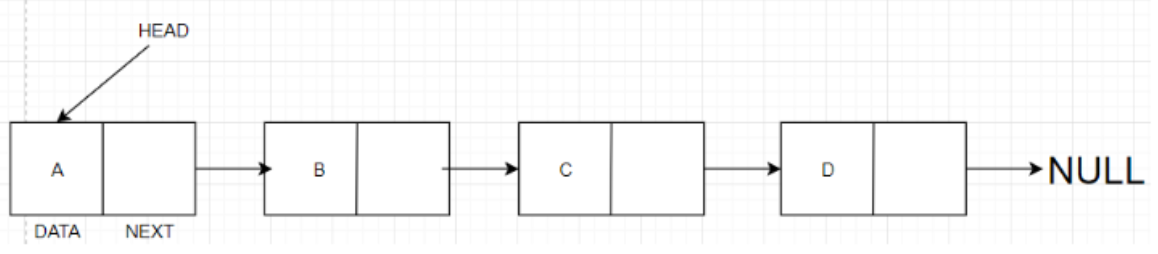 HEAD
A B C D NULL
DATA NEXT